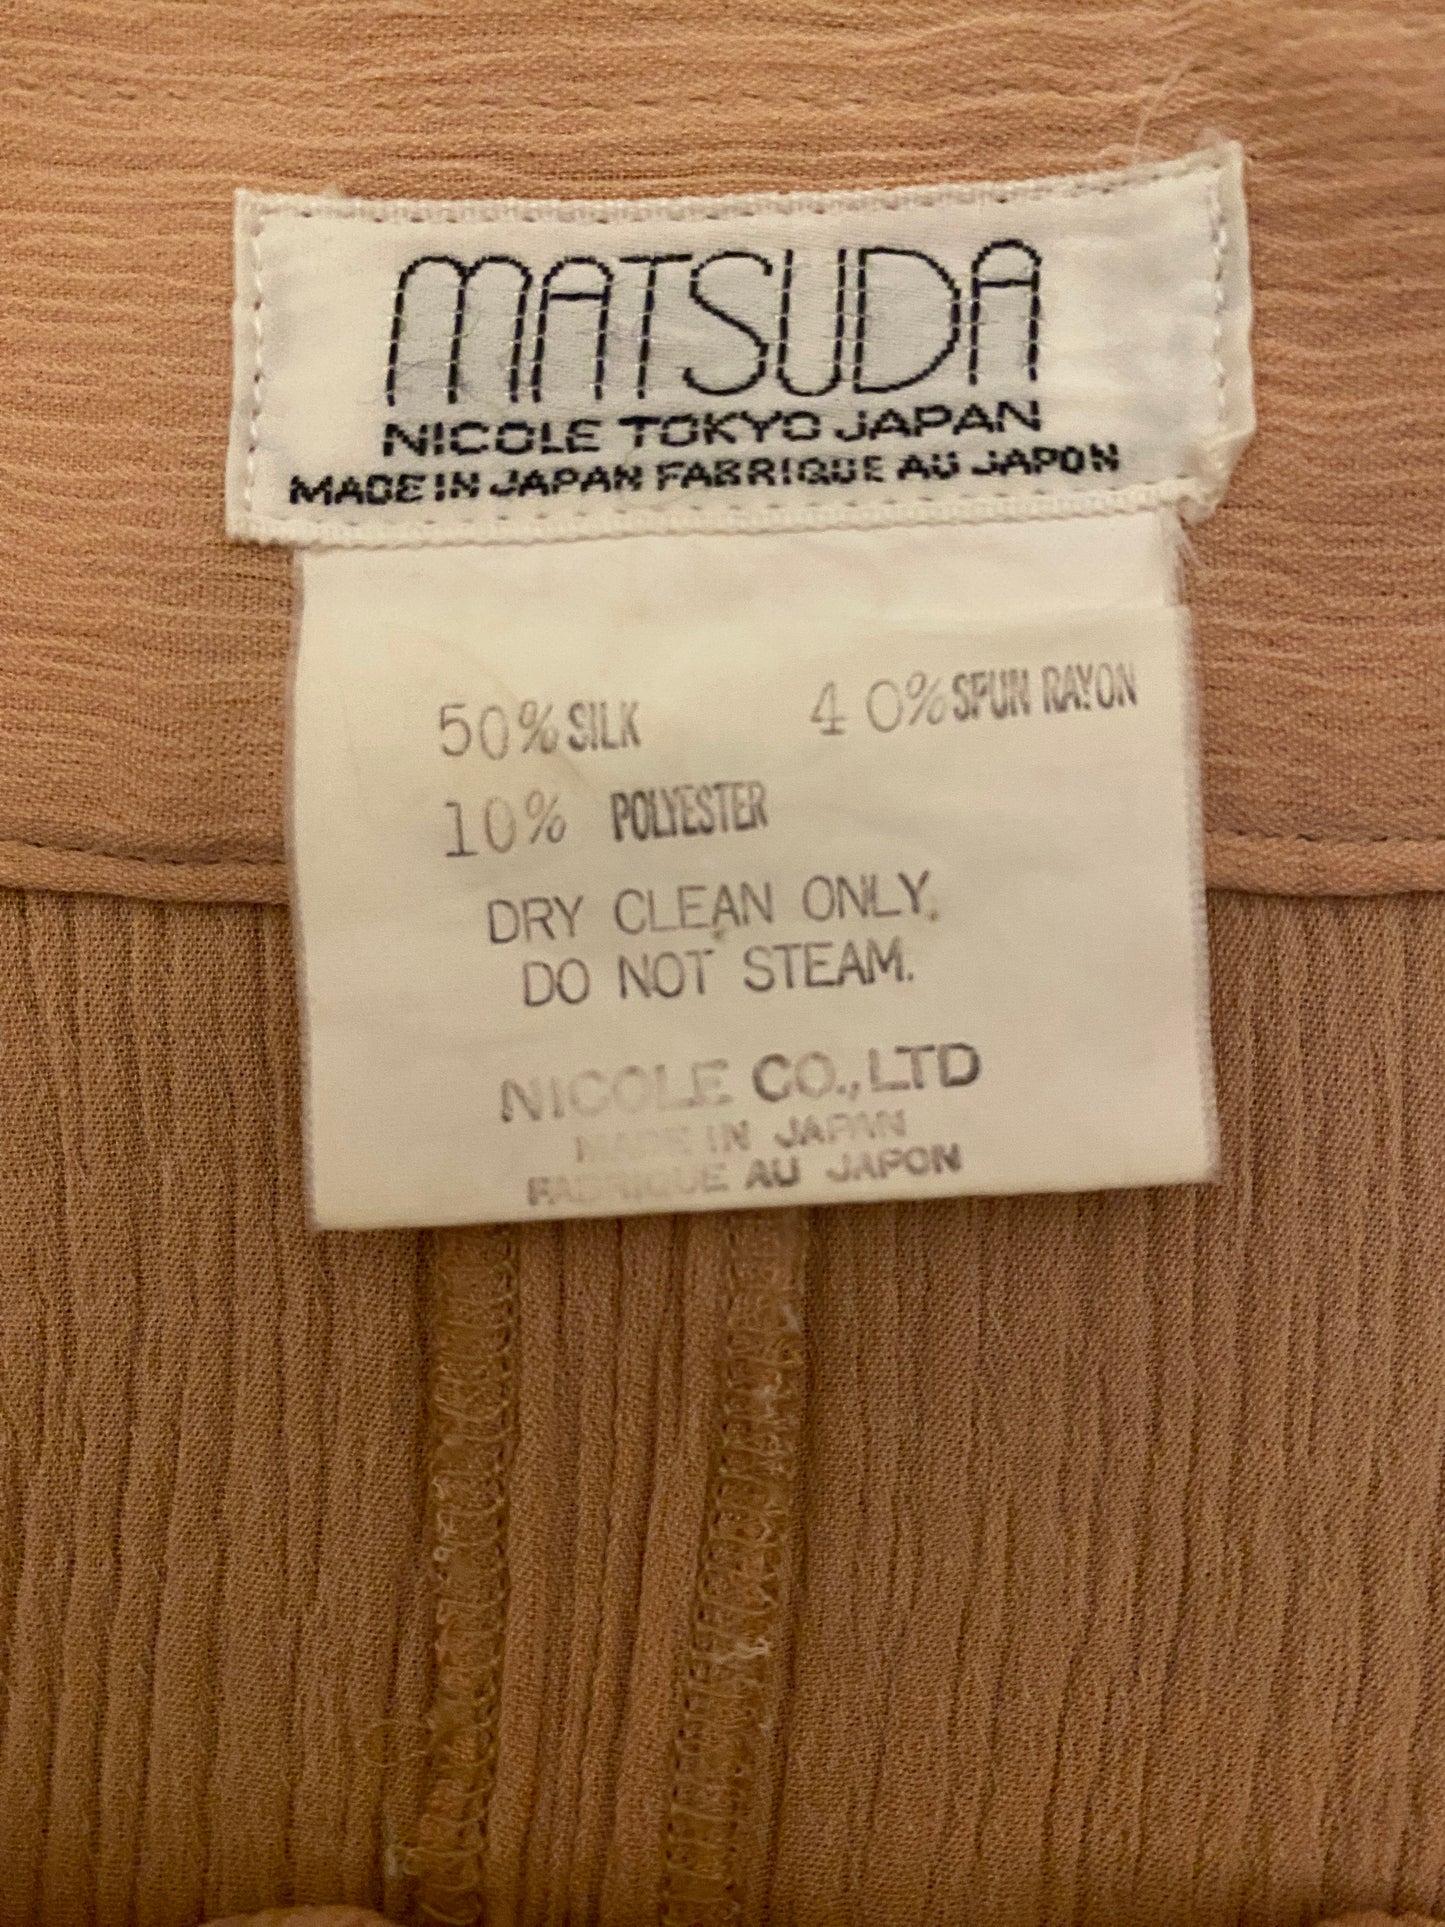 MATSUDA
NICOLE TOKYO JAPAN
MADE IN JAPAN FABRIQUE AU JAPON
50% SILK 40% SPUN RAYON
10% POLYESTER
DRY CLEAN ONLY.
DO NOT STEAM.
NICOLE CO., LTD
MADE IN JAPAN
FABRIQUE AU JAPON